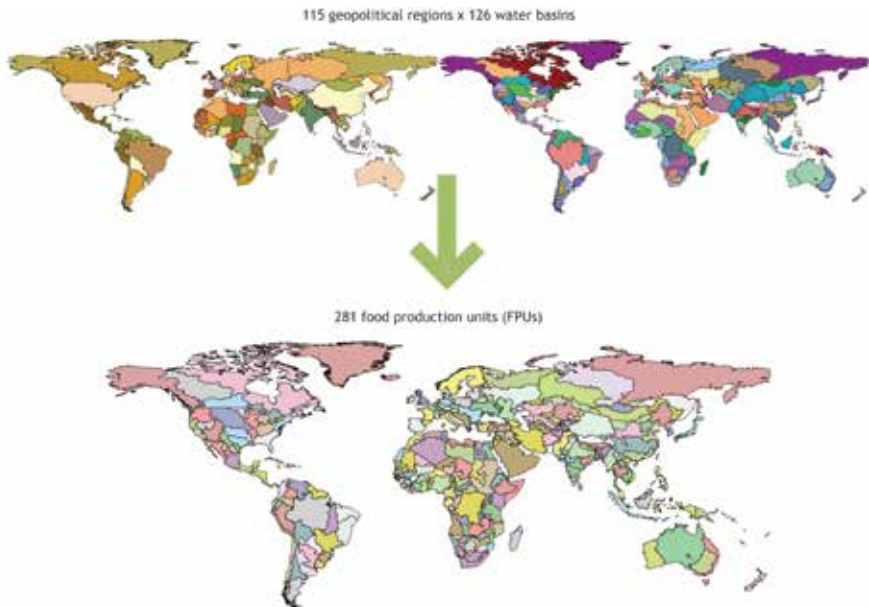 115 geopolitical regions x 126 water basins
281 food production units (FPUs)